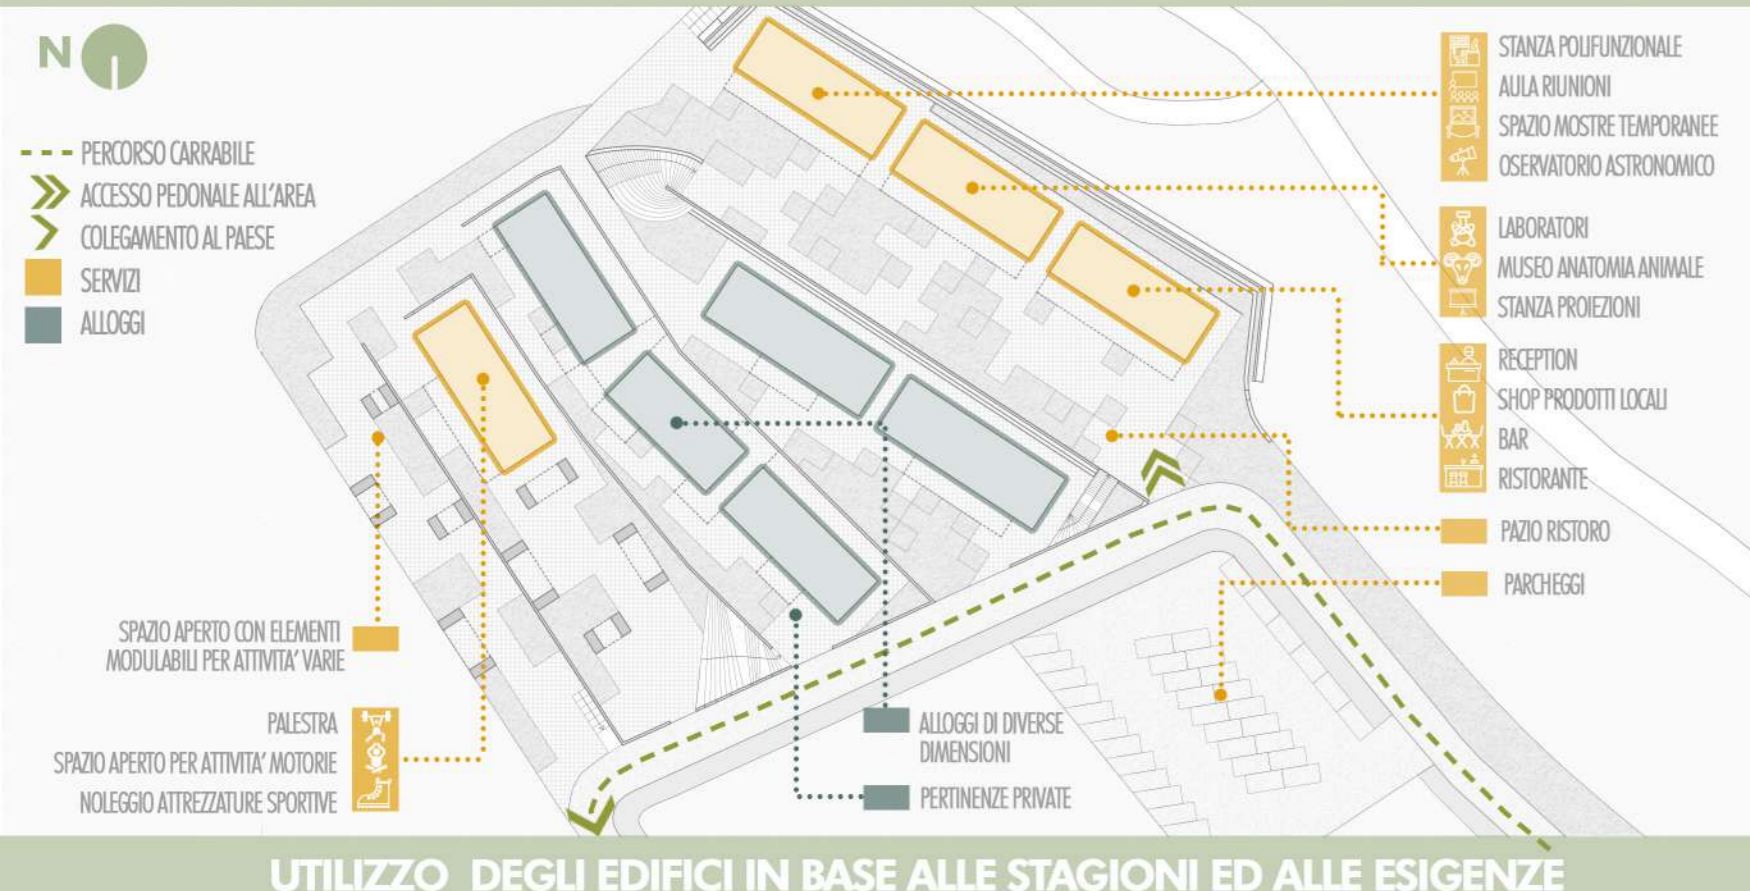 N
PERCORSO CARRABILE
ACCESSO PEDONALE ALL'AREA
COLEGAMENTO AL PAESE
SERVIZI
ALLOGGI
STANZA POLIFUNZIONALE
AULA RIUNIONI
SPAZIO MOSTRE TEMPORANEE
OSERVATORIO ASTRONOMICO
LABORATORI
MUSEO ANATOMIA ANIMALE
STANZA PROIEZIONI
RECEPTION
SHOP PRODOTTI LOCALI
BAR
RISTORANTE
PAZIO RISTORO
PARCHEGGI
SPAZIO APERTO CON ELEMENTI
MODULABILI PER ATTIVITA' VARIE
PALESTRA
SPAZIO APERTO PER ATTIVITA' MOTORIE
NOLEGGIO ATTREZZATURE SPORTIVE
ALLOGGI DI DIVERSE
DIMENSIONI
PERTINENZE PRIVATE
UTILIZZO DEGLI EDIFICI IN BASE ALLE STAGIONI ED ALLE ESIGENZE